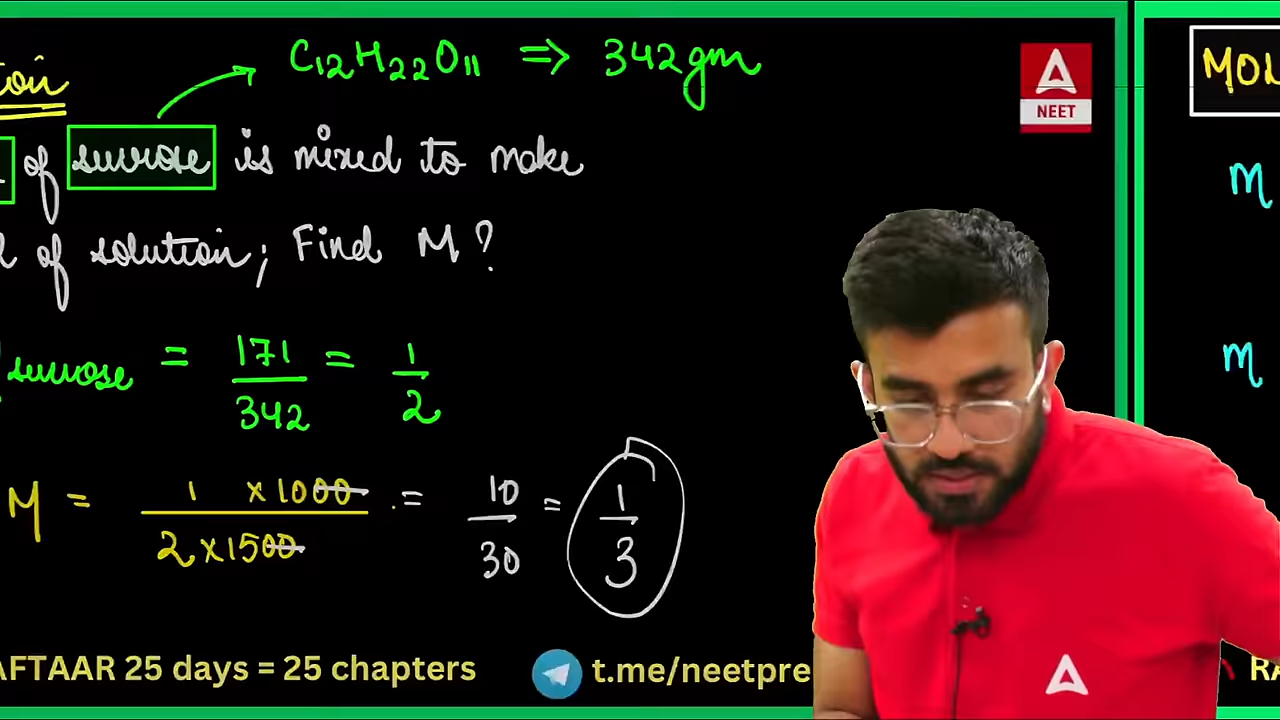 C12H22O11 => 342gm
of sucrose is mixed to make
of solution; Find M?
sucrose = 171/342 = 1/2
M = 1 x 1000 / 2 x 1500 = 10/30 = 1/3
NEET
MOL
m
m
AFTAAR 25 days = 25 chapters
t.me/neetpre
RA